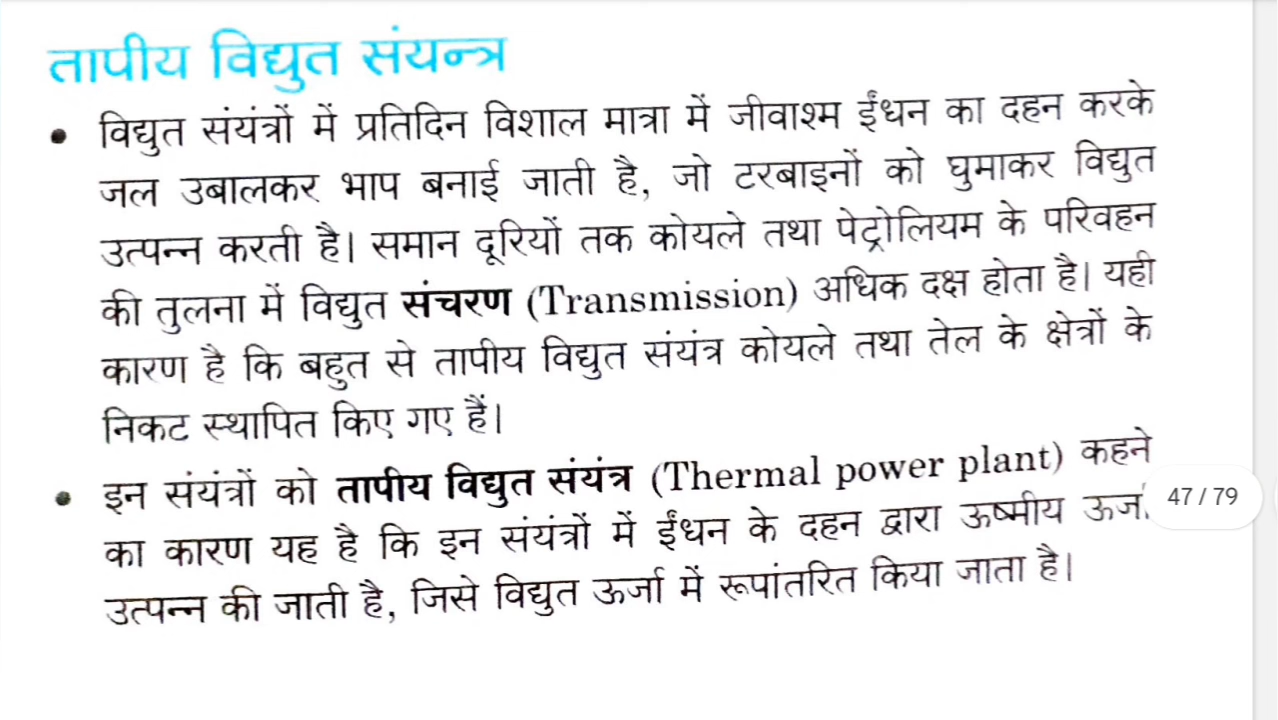 तापीय विद्युत संयन्त्र
• विद्युत संयंत्रों में प्रतिदिन विशाल मात्रा में जीवाश्म ईंधन का दहन करके
जल उबालकर भाप बनाई जाती है, जो टरबाइनों को घुमाकर विद्युत
उत्पन्न करती है। समान दूरियों तक कोयले तथा पेट्रोलियम के परिवहन
की तुलना में विद्युत संचरण (Transmission) अधिक दक्ष होता है। यही
कारण है कि बहुत से तापीय विद्युत संयंत्र कोयले तथा तेल के क्षेत्रों के
निकट स्थापित किए गए हैं।
• इन संयंत्रों को तापीय विद्युत संयंत्र (Thermal power plant) कहने
47 / 79
का कारण यह है कि इन संयंत्रों में ईंधन के दहन द्वारा ऊष्मीय
उत्पन्न की जाती है, जिसे विद्युत ऊर्जा में रूपांतरित किया जाता है।